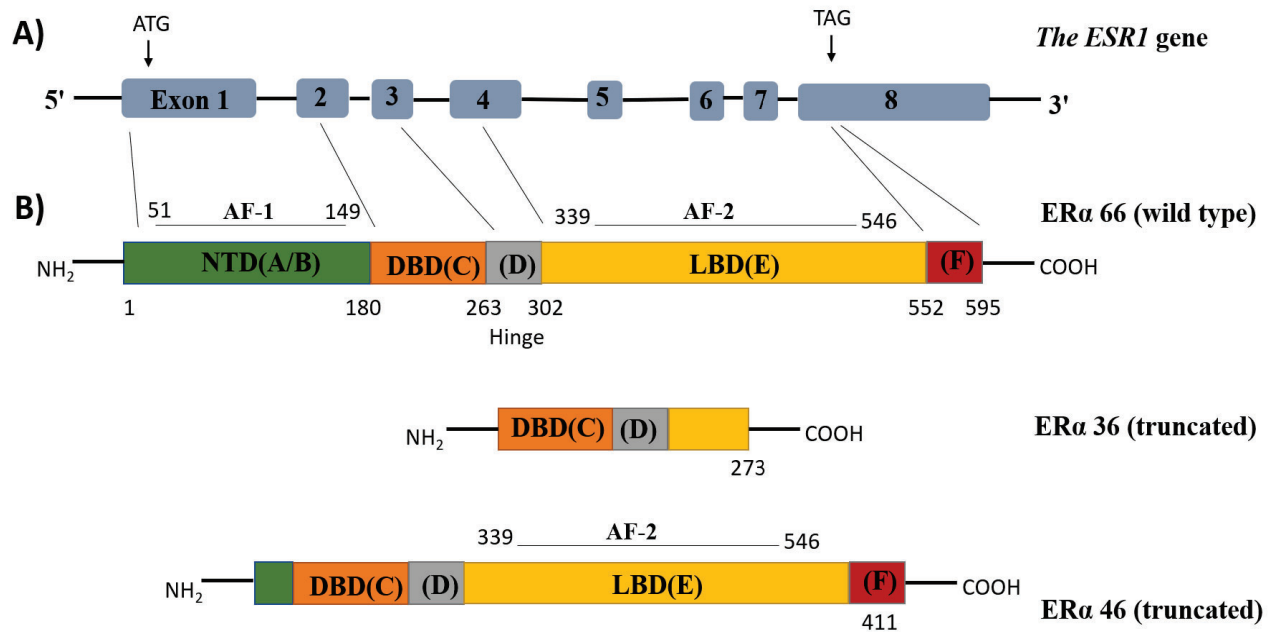 A)
ATG
TAG
The ESR1 gene
5' Exon 1 2 3 4 5 6 7 8 3'
B)
51 AF-1 149
339 AF-2 546
ERα 66 (wild type)
NH2 NTD(A/B) DBD(C) (D) LBD(E) (F) COOH
1 180 263 302 552 595
Hinge
NH2 DBD(C) (D) COOH
ERα 36 (truncated)
273
339 AF-2 546
NH2 DBD(C) (D) LBD(E) (F) COOH
ERα 46 (truncated)
411